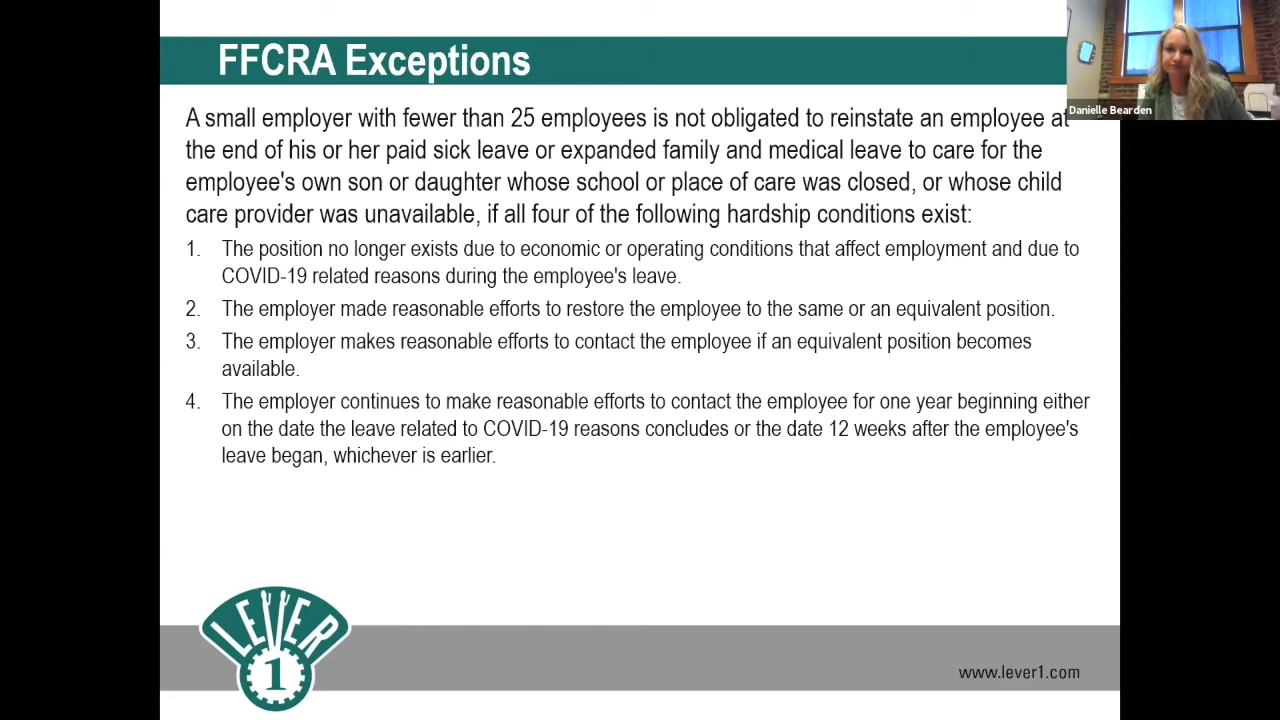 FFCRA Exceptions
Danielle Bearden
A small employer with fewer than 25 employees is not obligated to reinstate an employee at
the end of his or her paid sick leave or expanded family and medical leave to care for the
employee's own son or daughter whose school or place of care was closed, or whose child
care provider was unavailable, if all four of the following hardship conditions exist:
1. The position no longer exists due to economic or operating conditions that affect employment and due to
COVID-19 related reasons during the employee's leave.
2. The employer made reasonable efforts to restore the employee to the same or an equivalent position.
3. The employer makes reasonable efforts to contact the employee if an equivalent position becomes
available.
4. The employer continues to make reasonable efforts to contact the employee for one year beginning either
on the date the leave related to COVID-19 reasons concludes or the date 12 weeks after the employee's
leave began, whichever is earlier.
LEVER
1
www.lever1.com